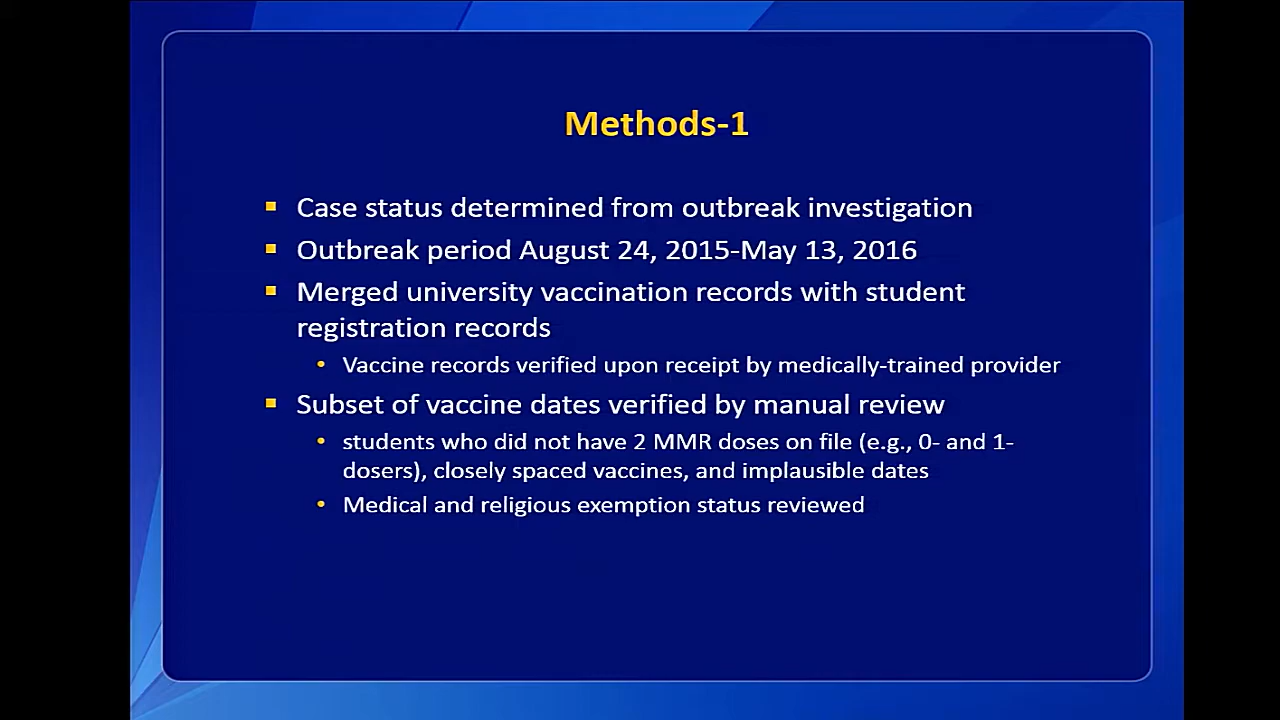 Methods-1
Case status determined from outbreak investigation
Outbreak period August 24, 2015-May 13, 2016
Merged university vaccination records with student
registration records
Vaccine records verified upon receipt by medically-trained provider
Subset of vaccine dates verified by manual review
students who did not have 2 MMR doses on file (e.g., 0- and 1-
dosers), closely spaced vaccines, and implausible dates
Medical and religious exemption status reviewed